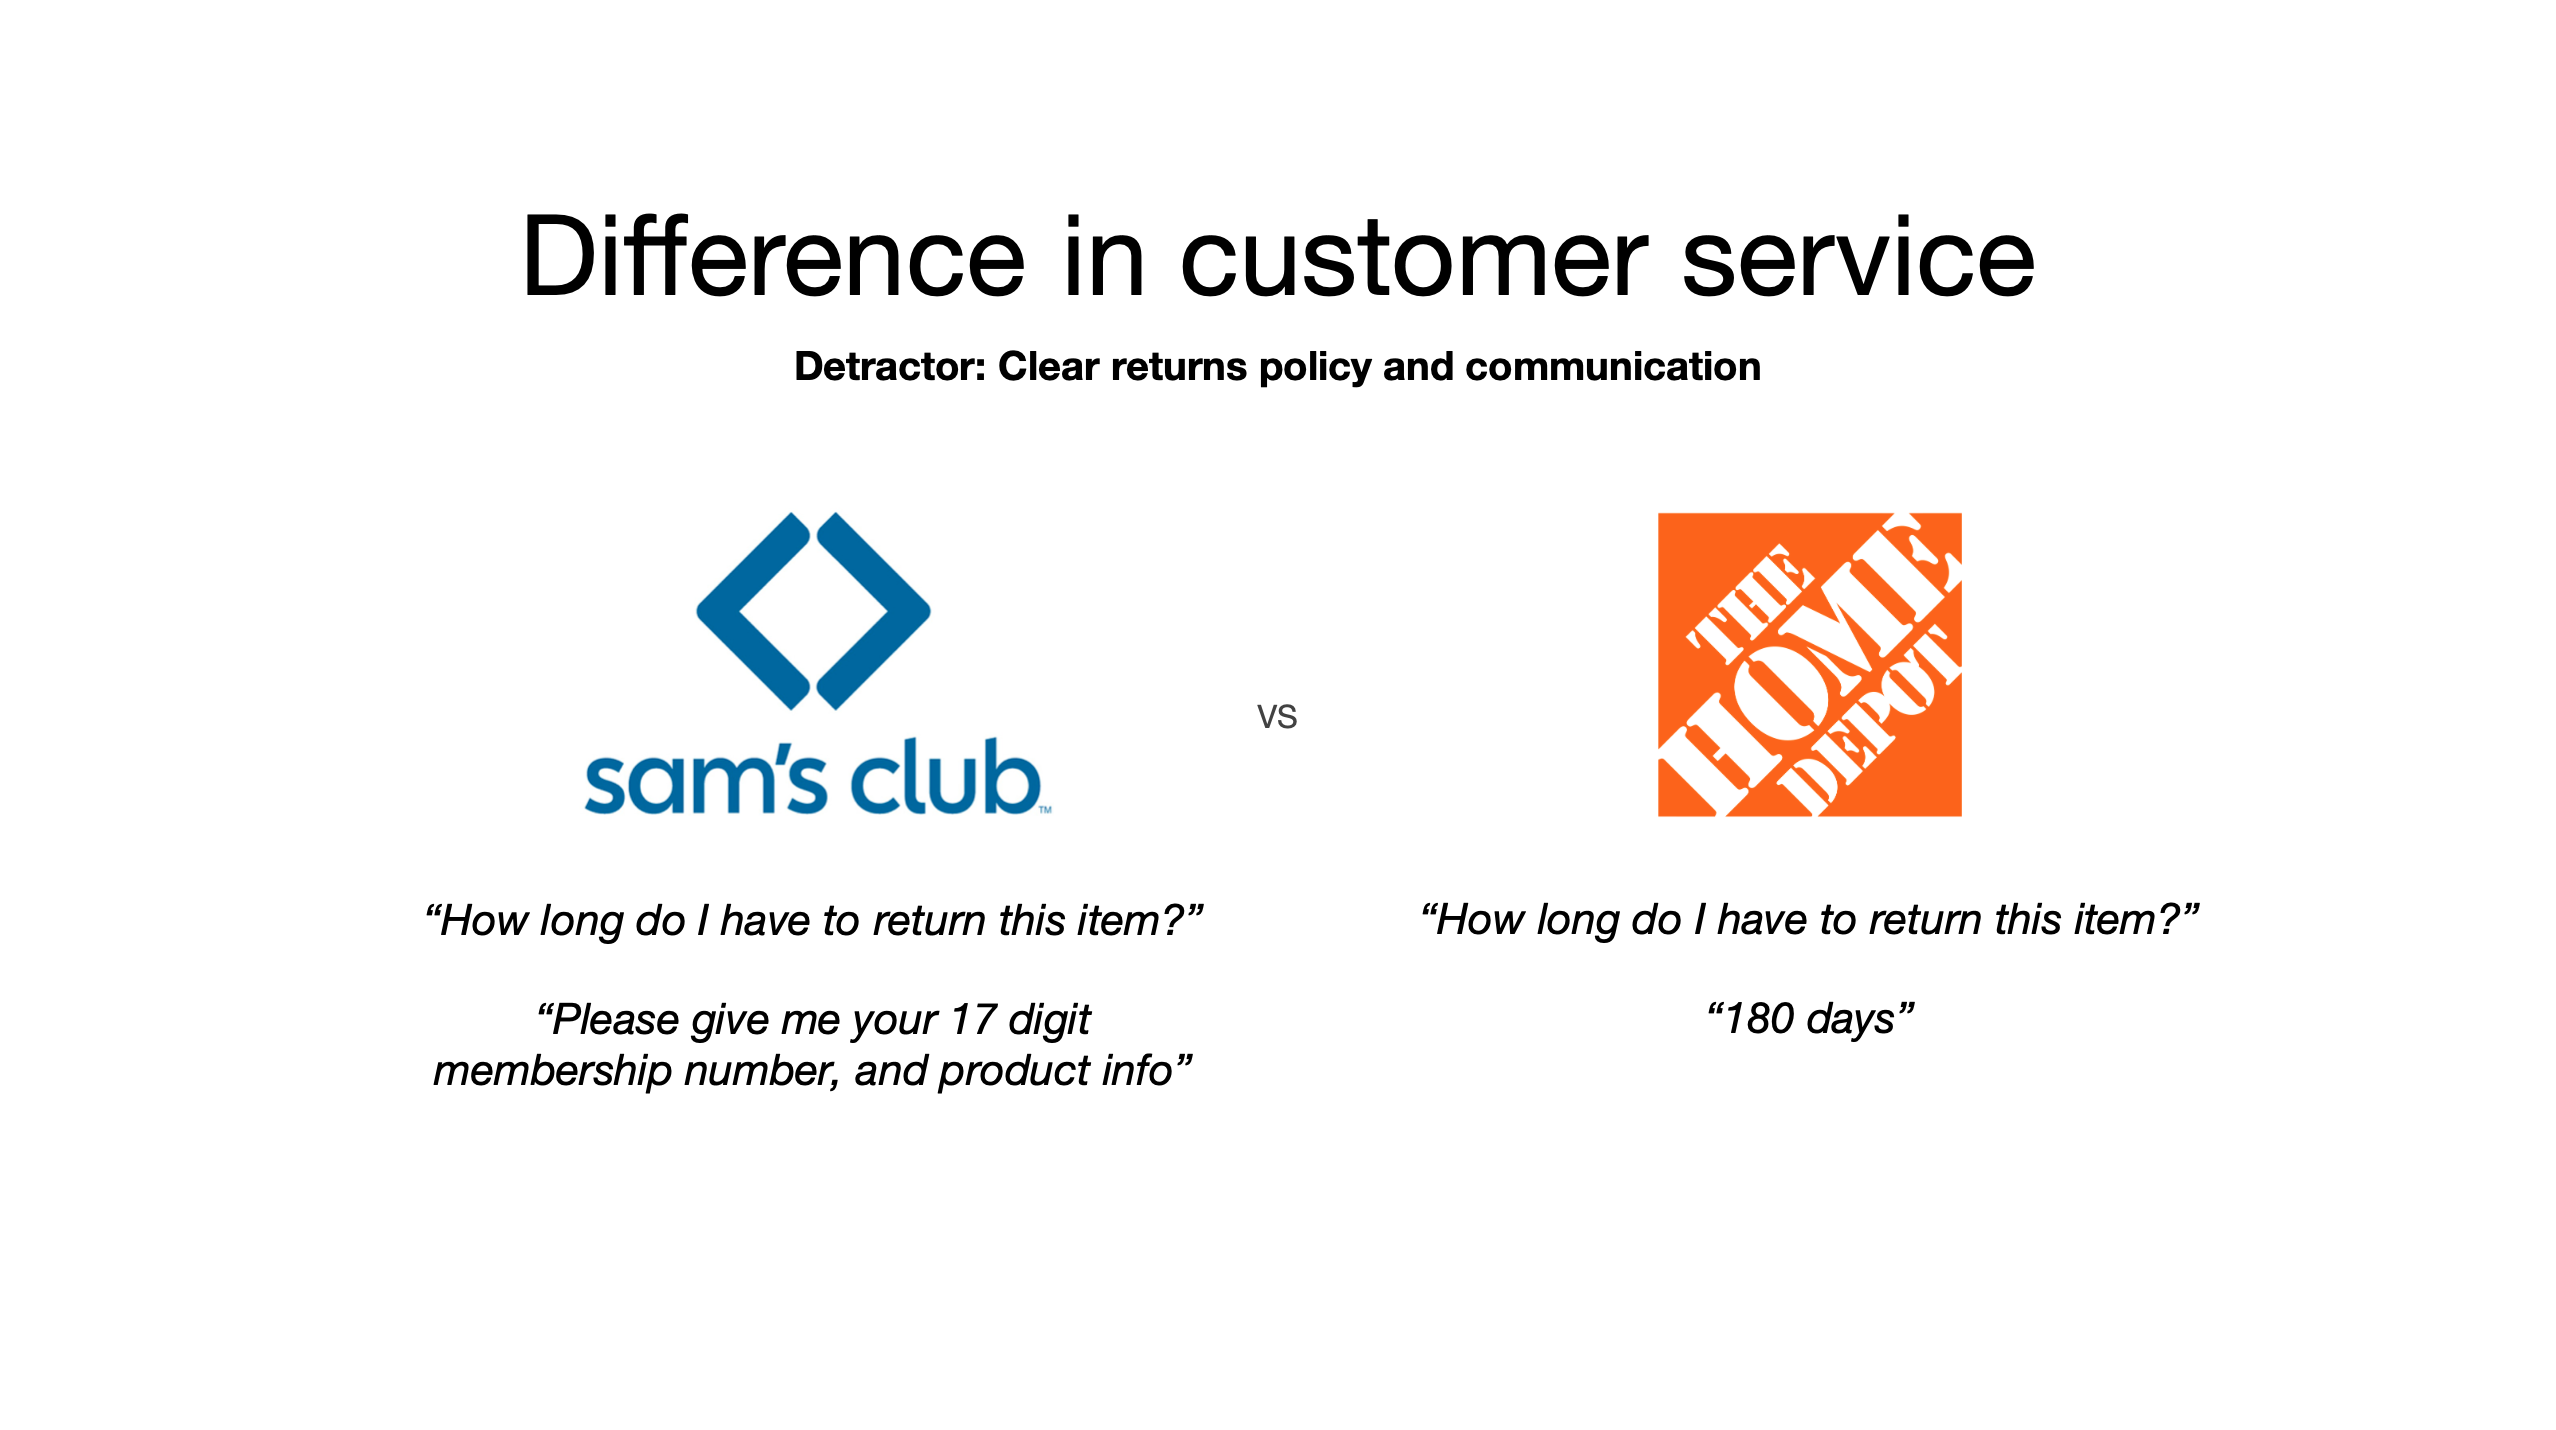 Difference in customer service
Detractor: Clear returns policy and communication
sam's club™
vs
THE
HOME
DEPOT
“How long do I have to return this item?”
“Please give me your 17 digit
membership number, and product info”
“How long do I have to return this item?”
“180 days”